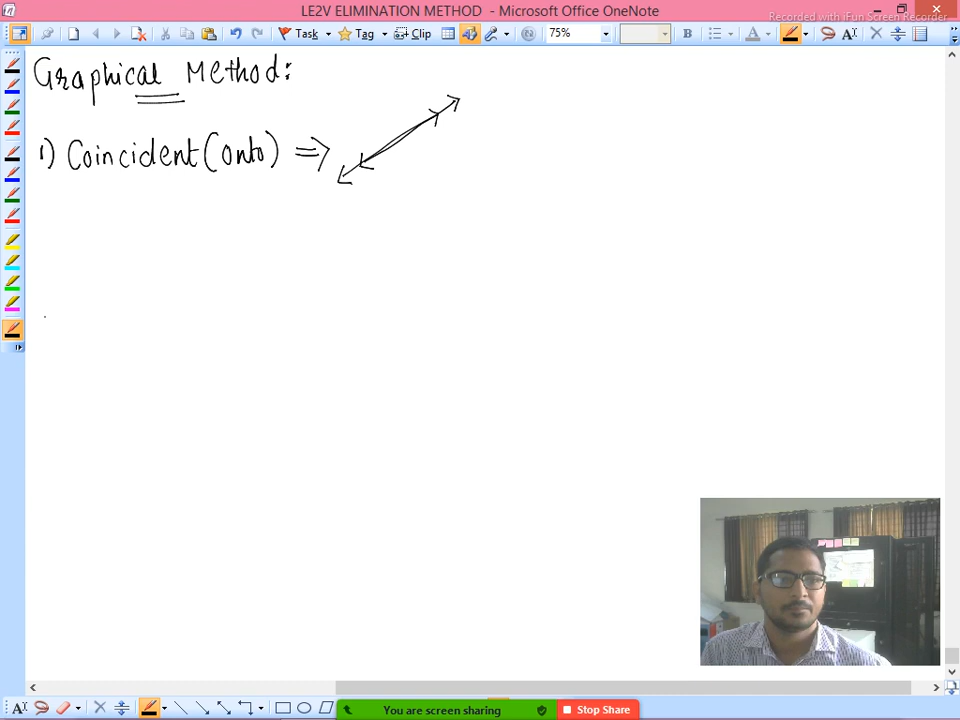 LE2V ELIMINATION METHOD - Microsoft Office OneNote
Recorded with iFun Screen Recorder
Task Tag Clip 75% B A A
Graphical Method:
1) Coincident (onto) ⇒
A
You are screen sharing Stop Share